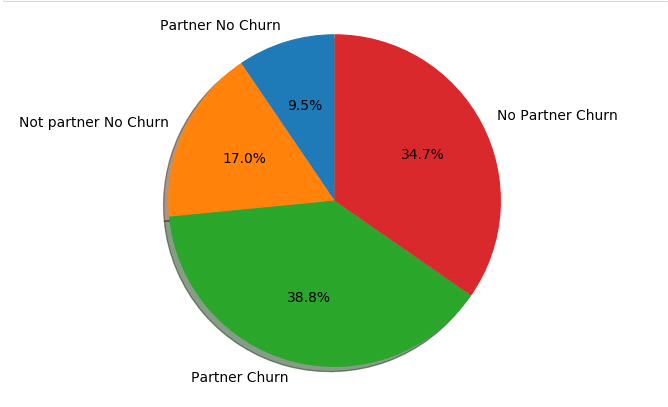 Partner No Churn
9.5%
No Partner Churn
Not partner No Churn
34.7%
17.0%
38.8%
Partner Churn